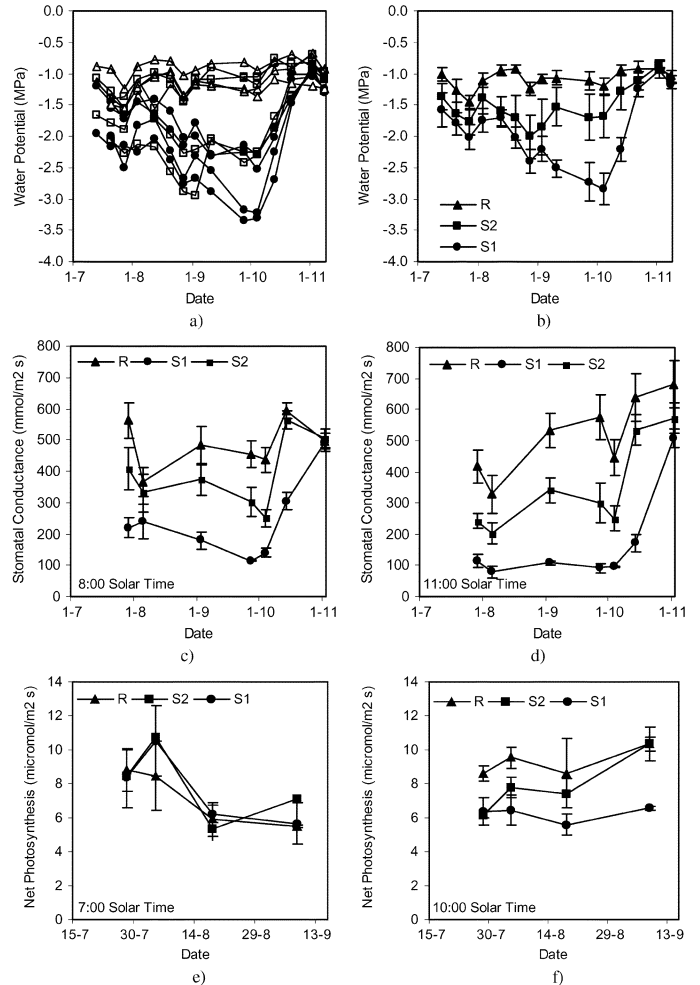 0.0
-0.5
-1.0
-1.5
-2.0
-2.5
-3.0
-3.5
-4.0
Water Potential (MPa)
1-7 1-8 1-9 1-10 1-11
Date
a)
0.0
-0.5
-1.0
-1.5
-2.0
-2.5
-3.0
-3.5
-4.0
Water Potential (MPa)
R
S2
S1
1-7 1-8 1-9 1-10 1-11
Date
b)
800
700
600
500
400
300
200
100
0
Stomatal Conductance (mmol/m2 s)
R S1 S2
8:00 Solar Time
1-7 1-8 1-9 1-10 1-11
Date
c)
800
700
600
500
400
300
200
100
0
Stomatal Conductance (mmol/m2 s)
R S1 S2
11:00 Solar Time
1-7 1-8 1-9 1-10 1-11
Date
d)
14
12
10
8
6
4
2
0
Net Photosynthesis (micromol/m2 s)
R S2 S1
7:00 Solar Time
15-7 30-7 14-8 29-8 13-9
Date
e)
14
12
10
8
6
4
2
0
Net Photosynthesis (micromol/m2 s)
R S2 S1
10:00 Solar Time
15-7 30-7 14-8 29-8 13-9
Date
f)